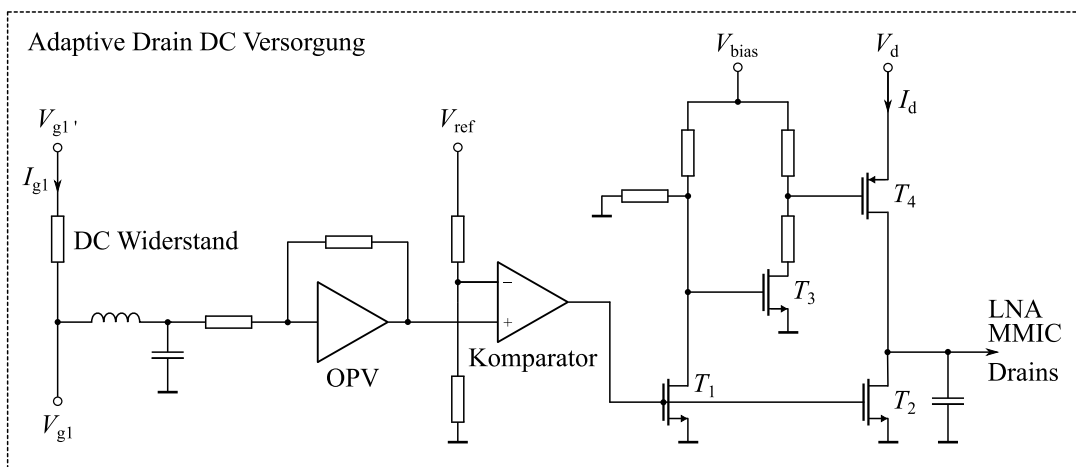 Adaptive Drain DC Versorgung
V_bias
V_d
I_d
V_g1'
I_g1
DC Widerstand
V_ref
T_4
T_3
−
+
Komparator
OPV
LNA
MMIC
Drains
T_1
T_2
V_g1